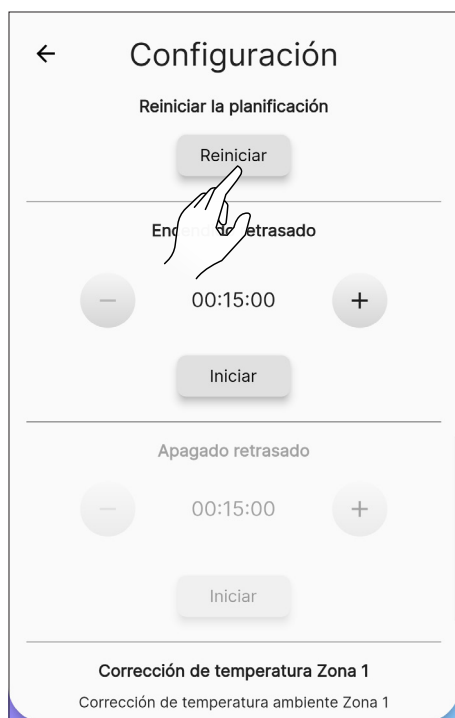 Configuración
Reiniciar la planificación
Reiniciar
Encendido retrasado
00:15:00
Iniciar
Apagado retrasado
00:15:00
Iniciar
Corrección de temperatura Zona 1
Corrección de temperatura ambiente Zona 1